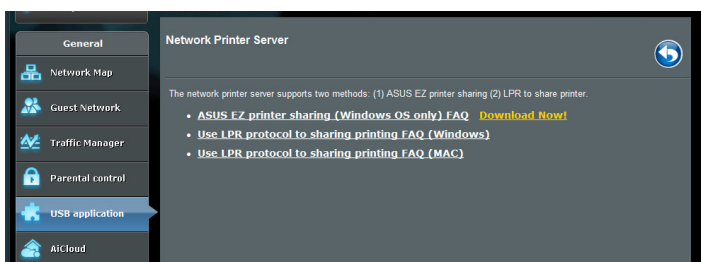 General
Network Map
Guest Network
Traffic Manager
Parental control
USB application
AiCloud
Network Printer Server
The network printer server supports two methods: (1) ASUS EZ printer sharing (2) LPR to share printer.
ASUS EZ printer sharing (Windows OS only) FAQ Download Now!
Use LPR protocol to sharing printing FAQ (Windows)
Use LPR protocol to sharing printing FAQ (MAC)